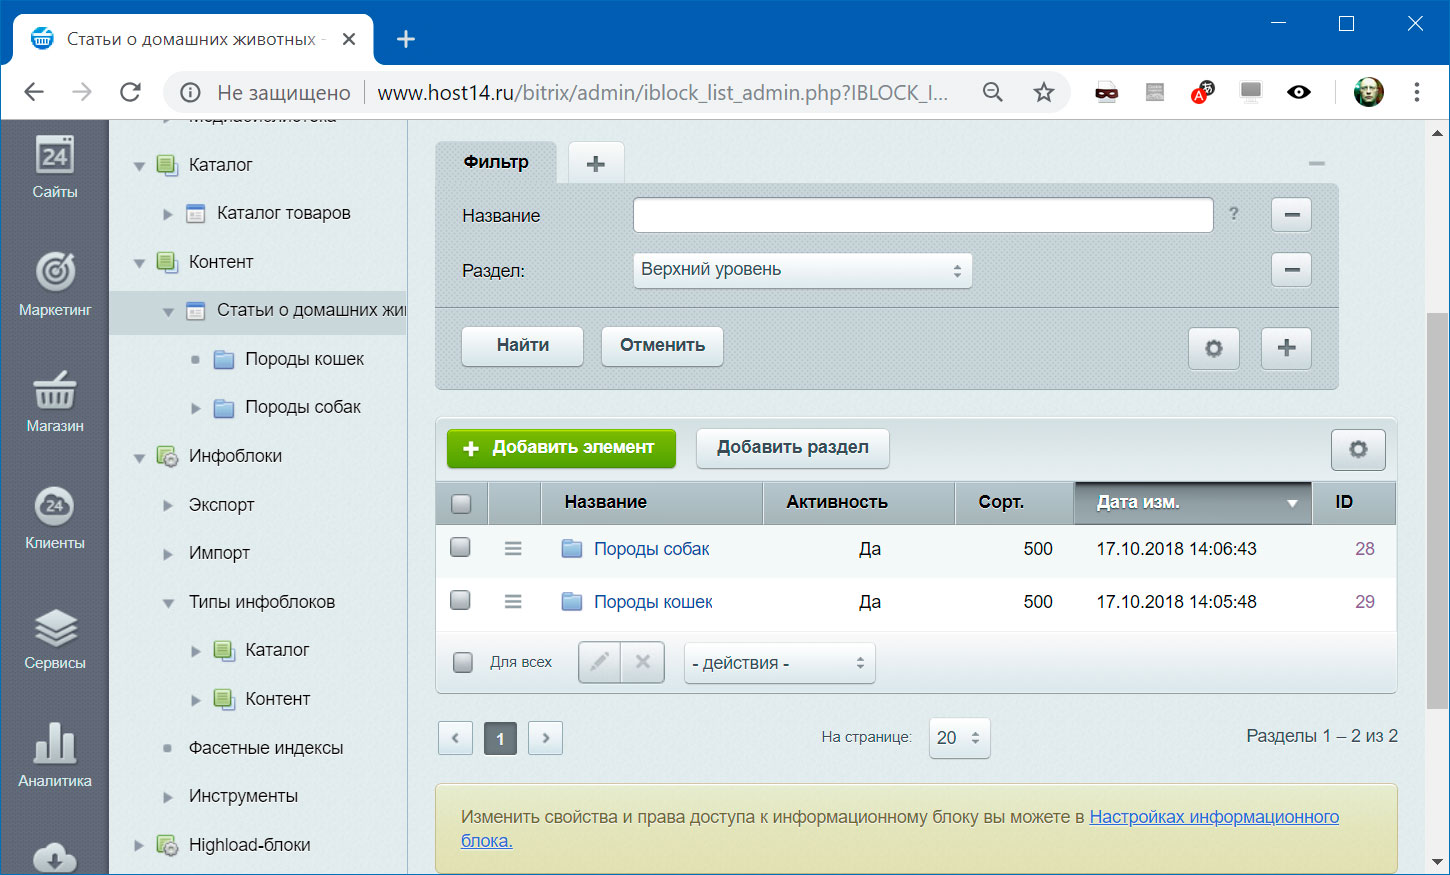 Статьи о домашних животных -
Не защищено
www.host14.ru/bitrix/admin/iblock_list_admin.php?IBLOCK_I...
24
Сайты
Маркетинг
Магазин
24
Клиенты
Сервисы
Аналитика
Каталог
Каталог товаров
Контент
Статьи о домашних жи
Породы кошек
Породы собак
Инфоблоки
Экспорт
Импорт
Типы инфоблоков
Каталог
Контент
Фасетные индексы
Инструменты
Highload-блоки
Фильтр
Название
?
Раздел:
Верхний уровень
Найти
Отменить
Добавить элемент
Добавить раздел
Название Активность Сорт. Дата изм. ID
Породы собак Да 500 17.10.2018 14:06:43 28
Породы кошек Да 500 17.10.2018 14:05:48 29
Для всех
- действия -
1
На странице: 20
Разделы 1 – 2 из 2
Изменить свойства и права доступа к информационному блоку вы можете в Настройках информационного
блока.